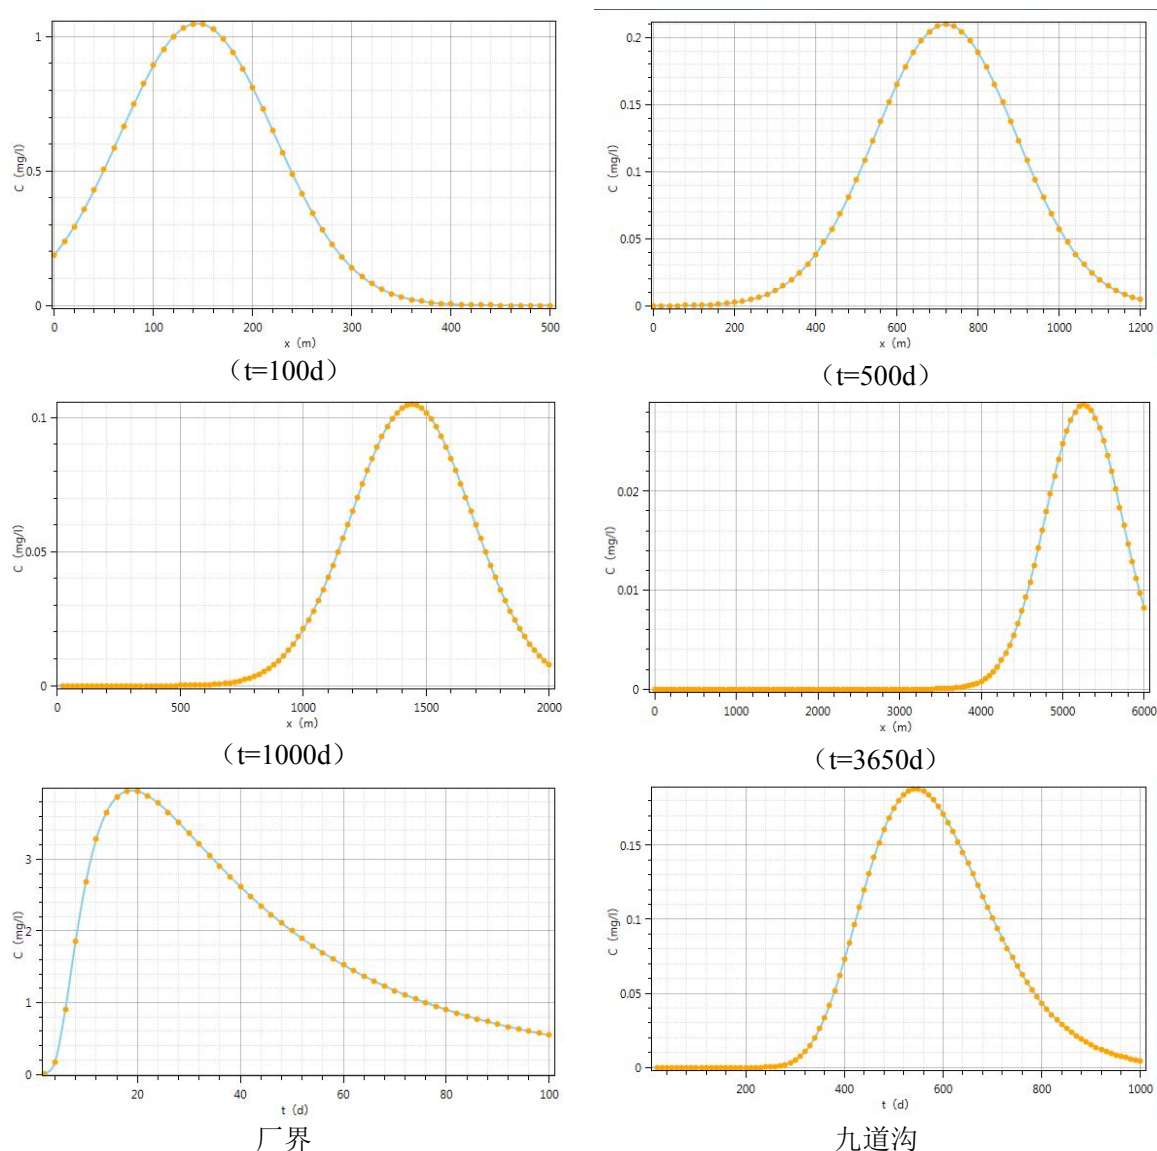 1
0.5
0
C (mg/l)
0 100 200 300 400 500
x (m)
(t=100d)
0.2
0.15
0.1
0.05
0
C (mg/l)
0 200 400 600 800 1000 1200
x (m)
(t=500d)
0.1
0.05
0
C (mg/l)
0 500 1000 1500 2000
x (m)
(t=1000d)
0.02
0.01
0
C (mg/l)
0 1000 2000 3000 4000 5000 6000
x (m)
(t=3650d)
3
2
1
0
C (mg/l)
20 40 60 80 100
t (d)
厂界
0.15
0.1
0.05
0
C (mg/l)
200 400 600 800 1000
t (d)
九道沟